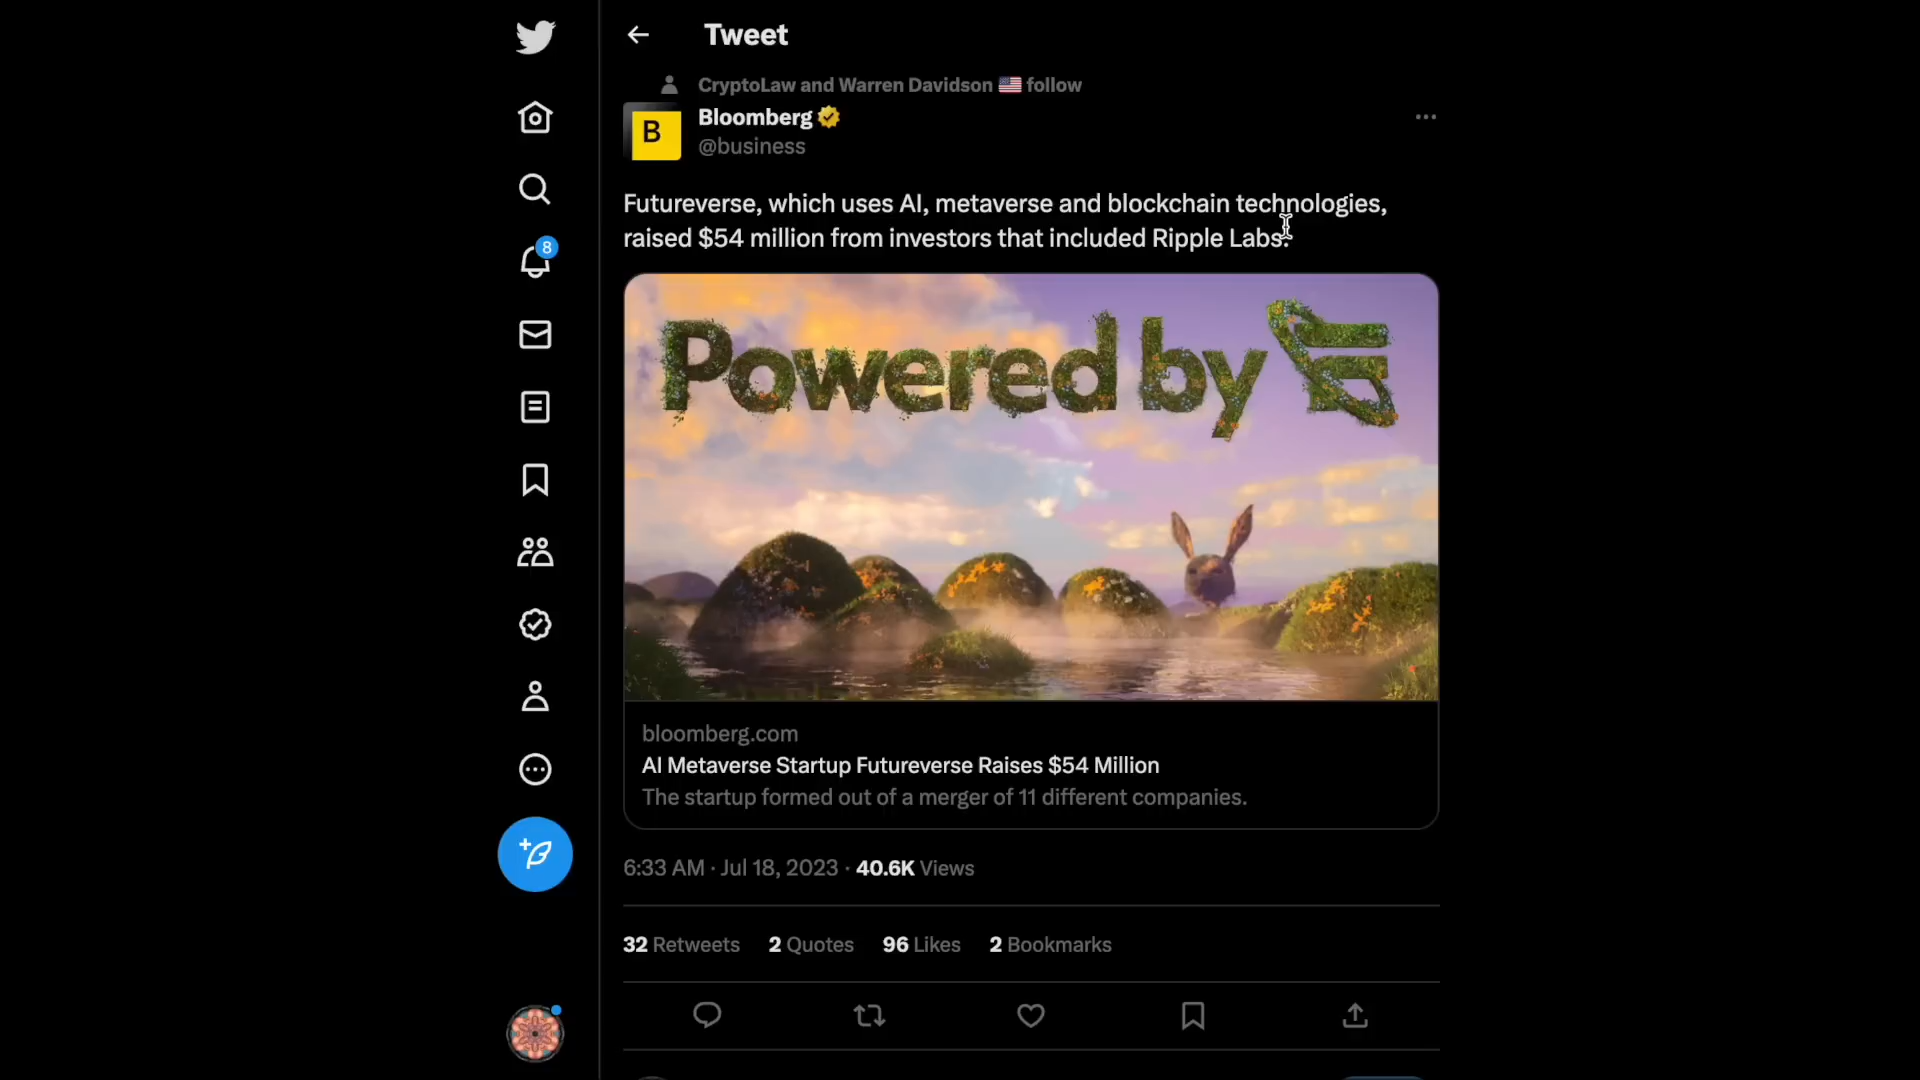 Tweet
CryptoLaw and Warren Davidson 🇺🇸 follow
B
Bloomberg
@business
Futureverse, which uses AI, metaverse and blockchain technologies,
raised $54 million from investors that included Ripple Labs.
8
Powered by
bloomberg.com
AI Metaverse Startup Futureverse Raises $54 Million
The startup formed out of a merger of 11 different companies.
6:33 AM · Jul 18, 2023 · 40.6K Views
32 Retweets 2 Quotes 96 Likes 2 Bookmarks